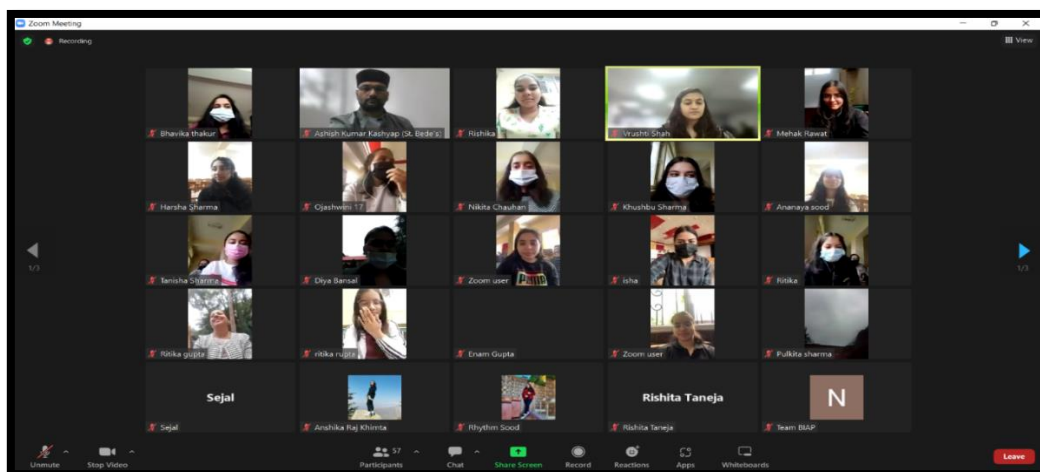 Zoom Meeting
Recording
View
Bhavika thakur
Ashish Kumar Kashyap (St. Bede's)
Rishika
Vrushti Shah
Mehak Rawat
Harsha Sharma
Ojashwini 17
Nikita Chauhan
Khushbu Sharma
Ananaya sood
Tanisha Sharma
Diya Bansal
Zoom user
isha
Ritika
1/3
1/3
Ritika gupta
ritika rupta
Enam Gupta
Zoom user
Pulkita sharma
Sejal
Rishita Taneja
N
Sejal
Anshika Raj Khimta
Rhythm Sood
Rishita Taneja
Team BIAP
Unmute
Stop Video
57
Participants
Chat
Share Screen
Record
Reactions
Apps
Whiteboards
Leave